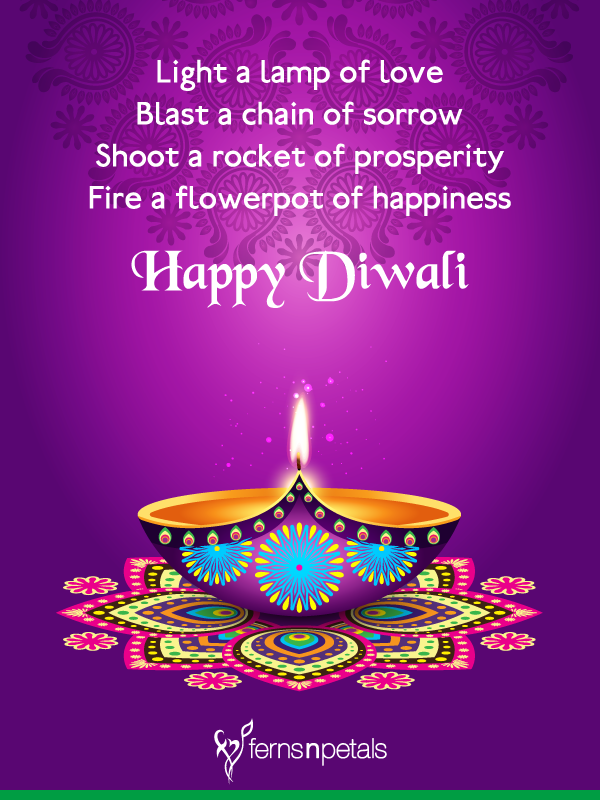 Light a lamp of love
Blast a chain of sorrow
Shoot a rocket of prosperity
Fire a flowerpot of happiness
Happy Diwali
fernsnpetals